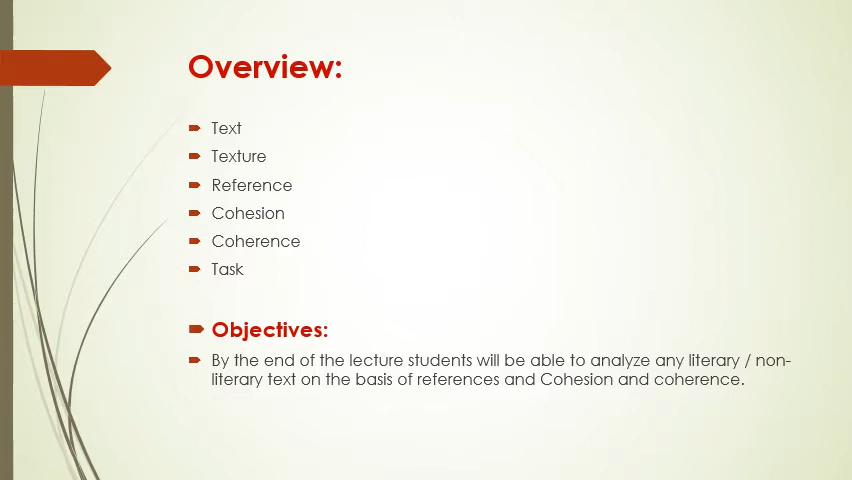 Overview:
Text
Texture
Reference
Cohesion
Coherence
Task
Objectives:
By the end of the lecture students will be able to analyze any literary / non-
literary text on the basis of references and Cohesion and coherence.